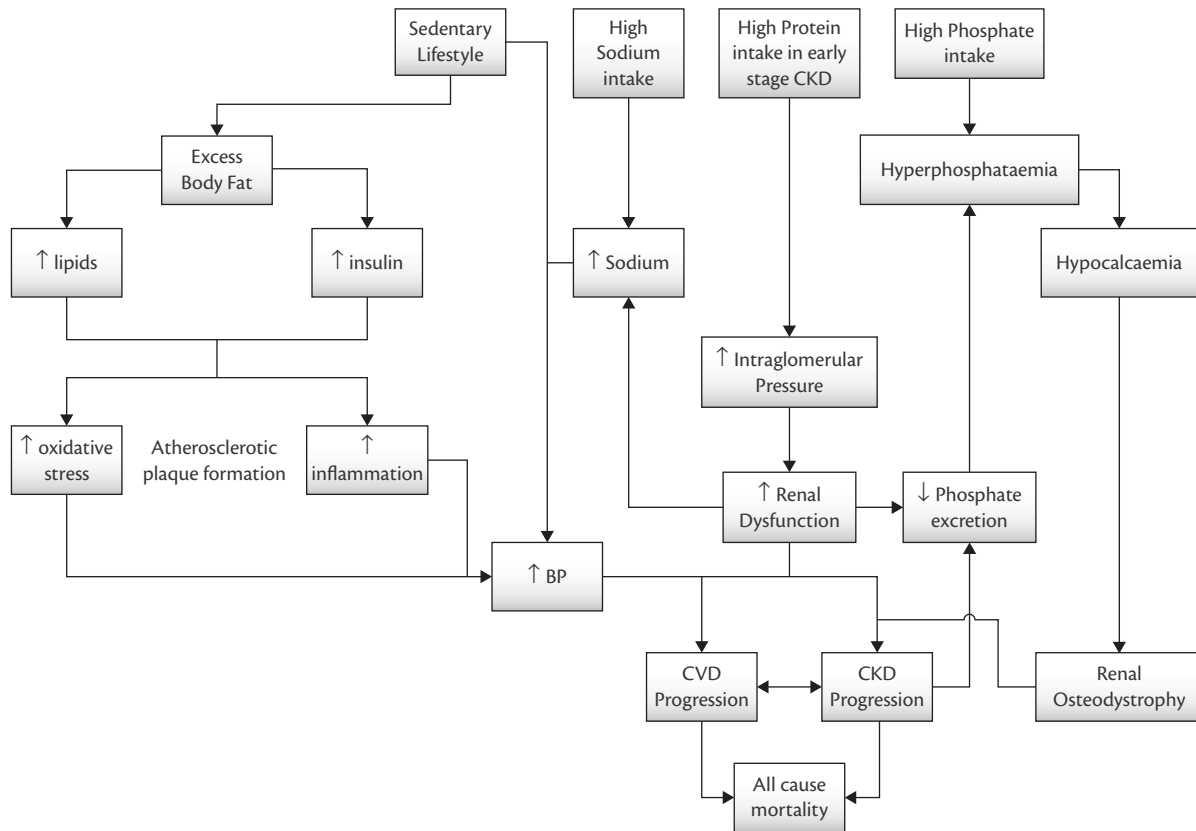 Sedentary
Lifestyle
High
Sodium
intake
High Protein
intake in early
stage CKD
High Phosphate
intake
Excess
Body Fat
Hyperphosphataemia
↑ lipids
↑ insulin
↑ Sodium
Hypocalcaemia
↑ Intraglomerular
Pressure
↑ oxidative
stress
Atherosclerotic
plaque formation
↑
inflammation
↑ Renal
Dysfunction
↓ Phosphate
excretion
↑ BP
CVD
Progression
CKD
Progression
Renal
Osteodystrophy
All cause
mortality